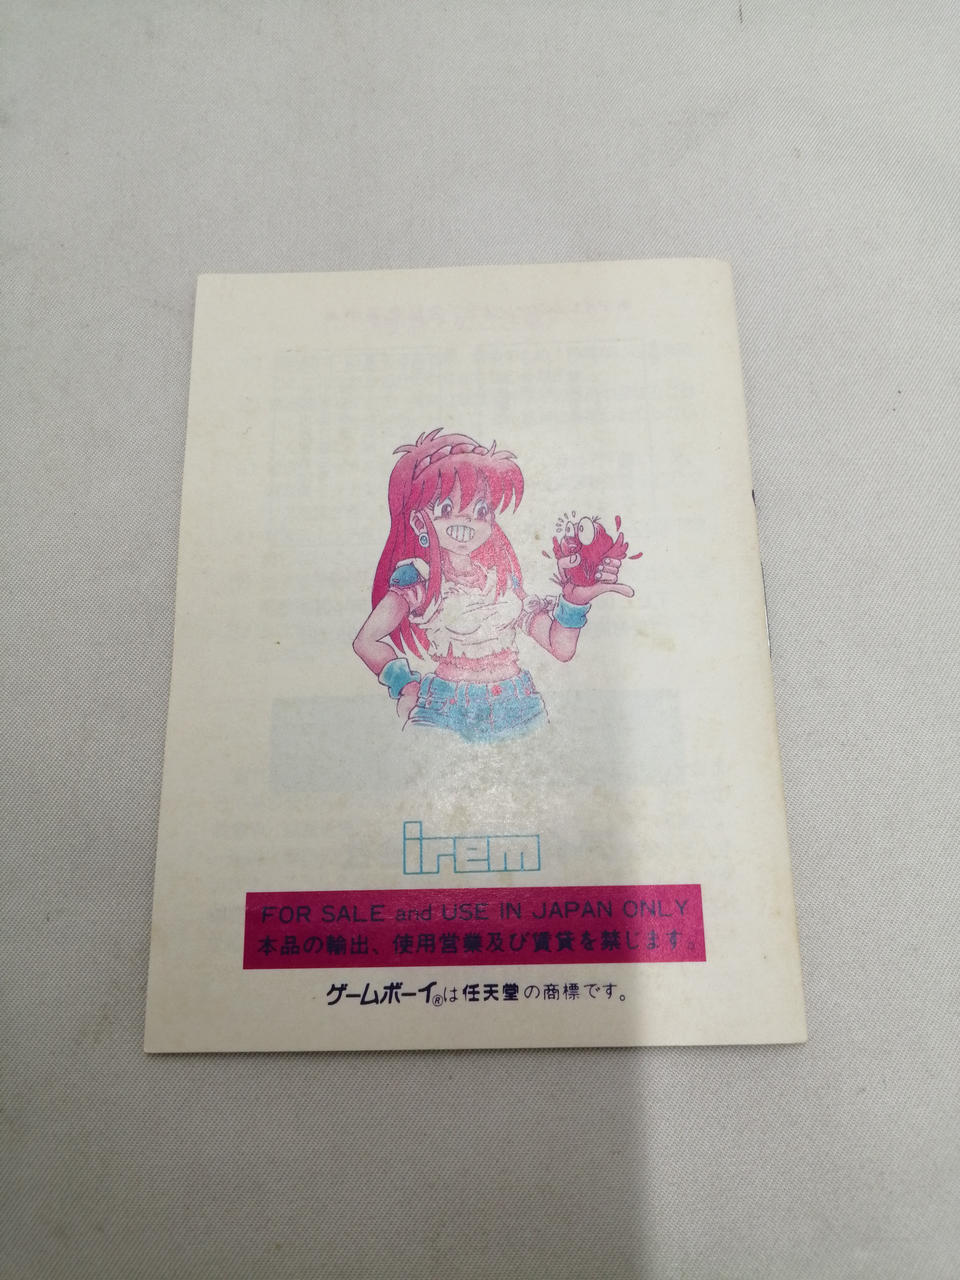 irem
FOR SALE and USE IN JAPAN ONLY
本品の輸出、使用営業及び賃貸を禁じます。
ゲームボーイ®は任天堂の商標です。